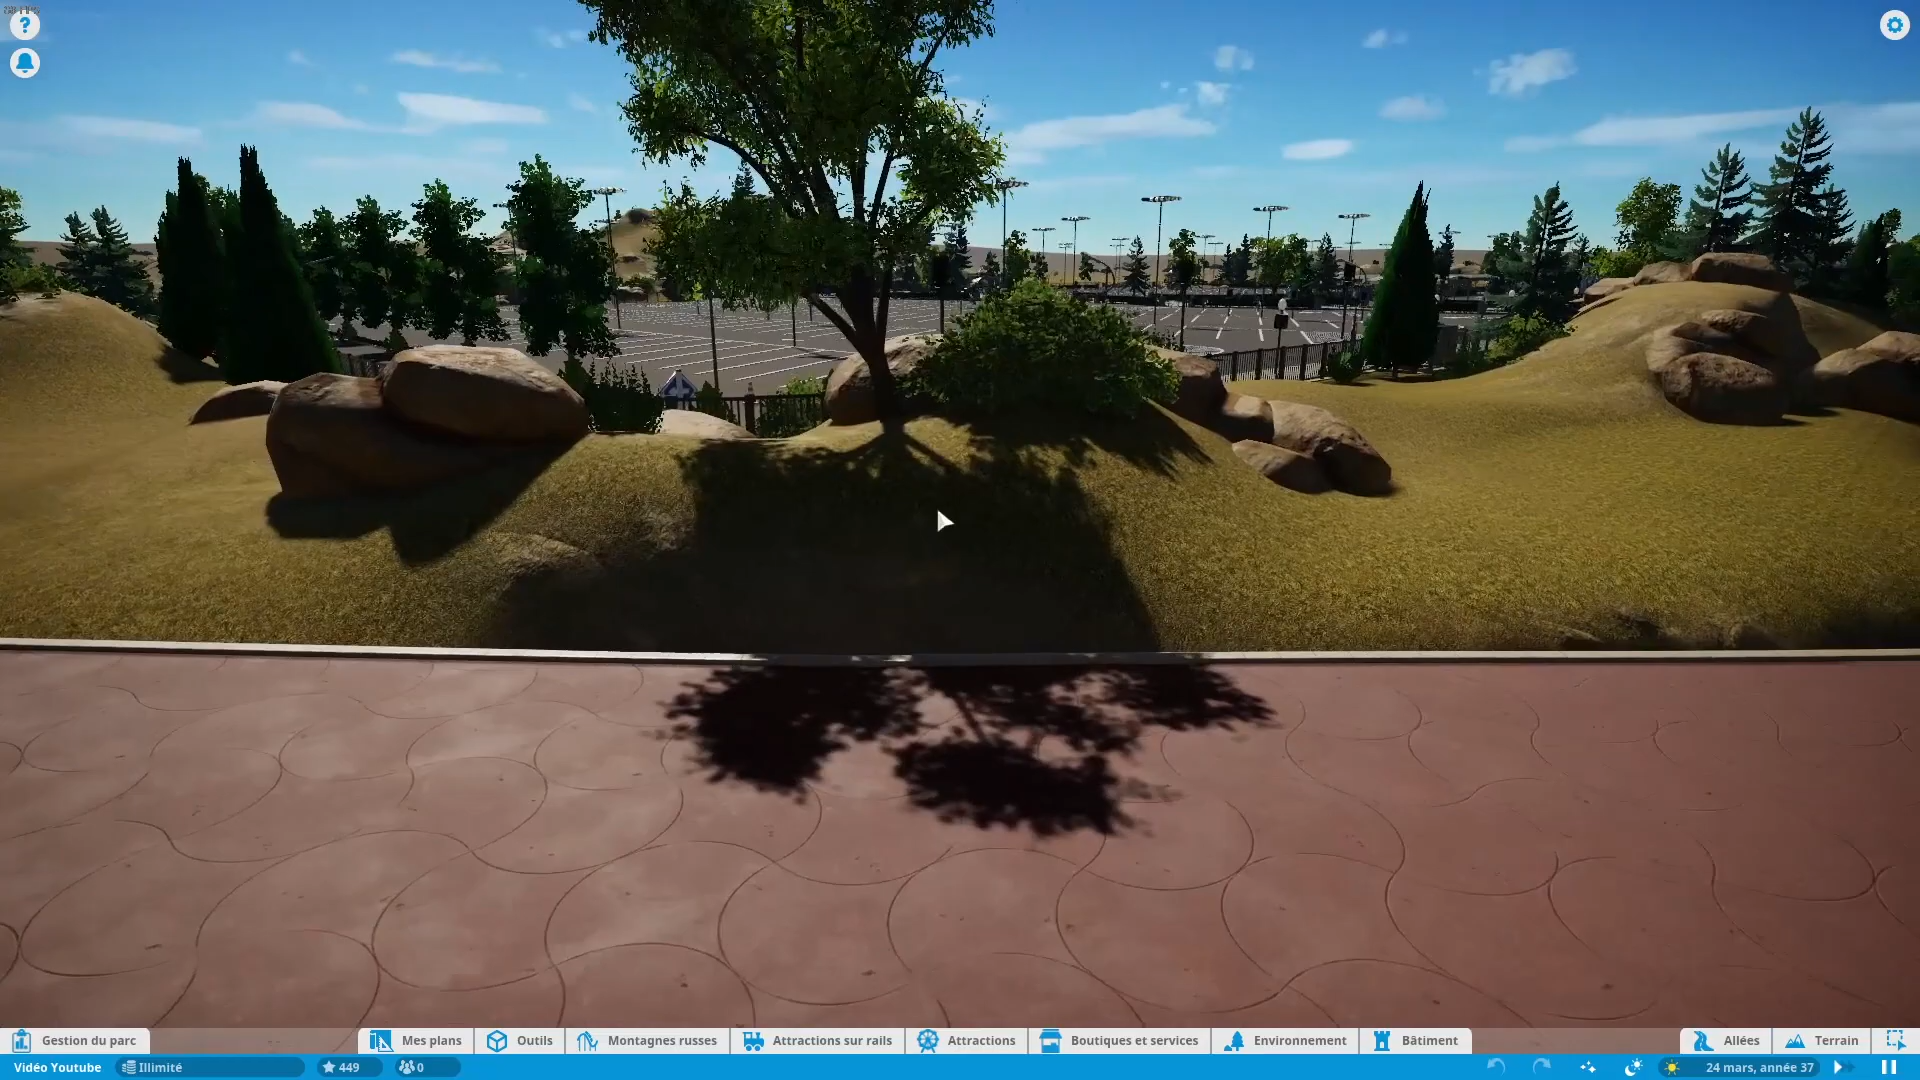 ?
Gestion du parc
Mes plans
Outils
Montagnes russes
Attractions sur rails
Attractions
Boutiques et services
Environnement
Bâtiment
Allées
Terrain
Vidéo Youtube
Illimité
449
0
24 mars, année 37